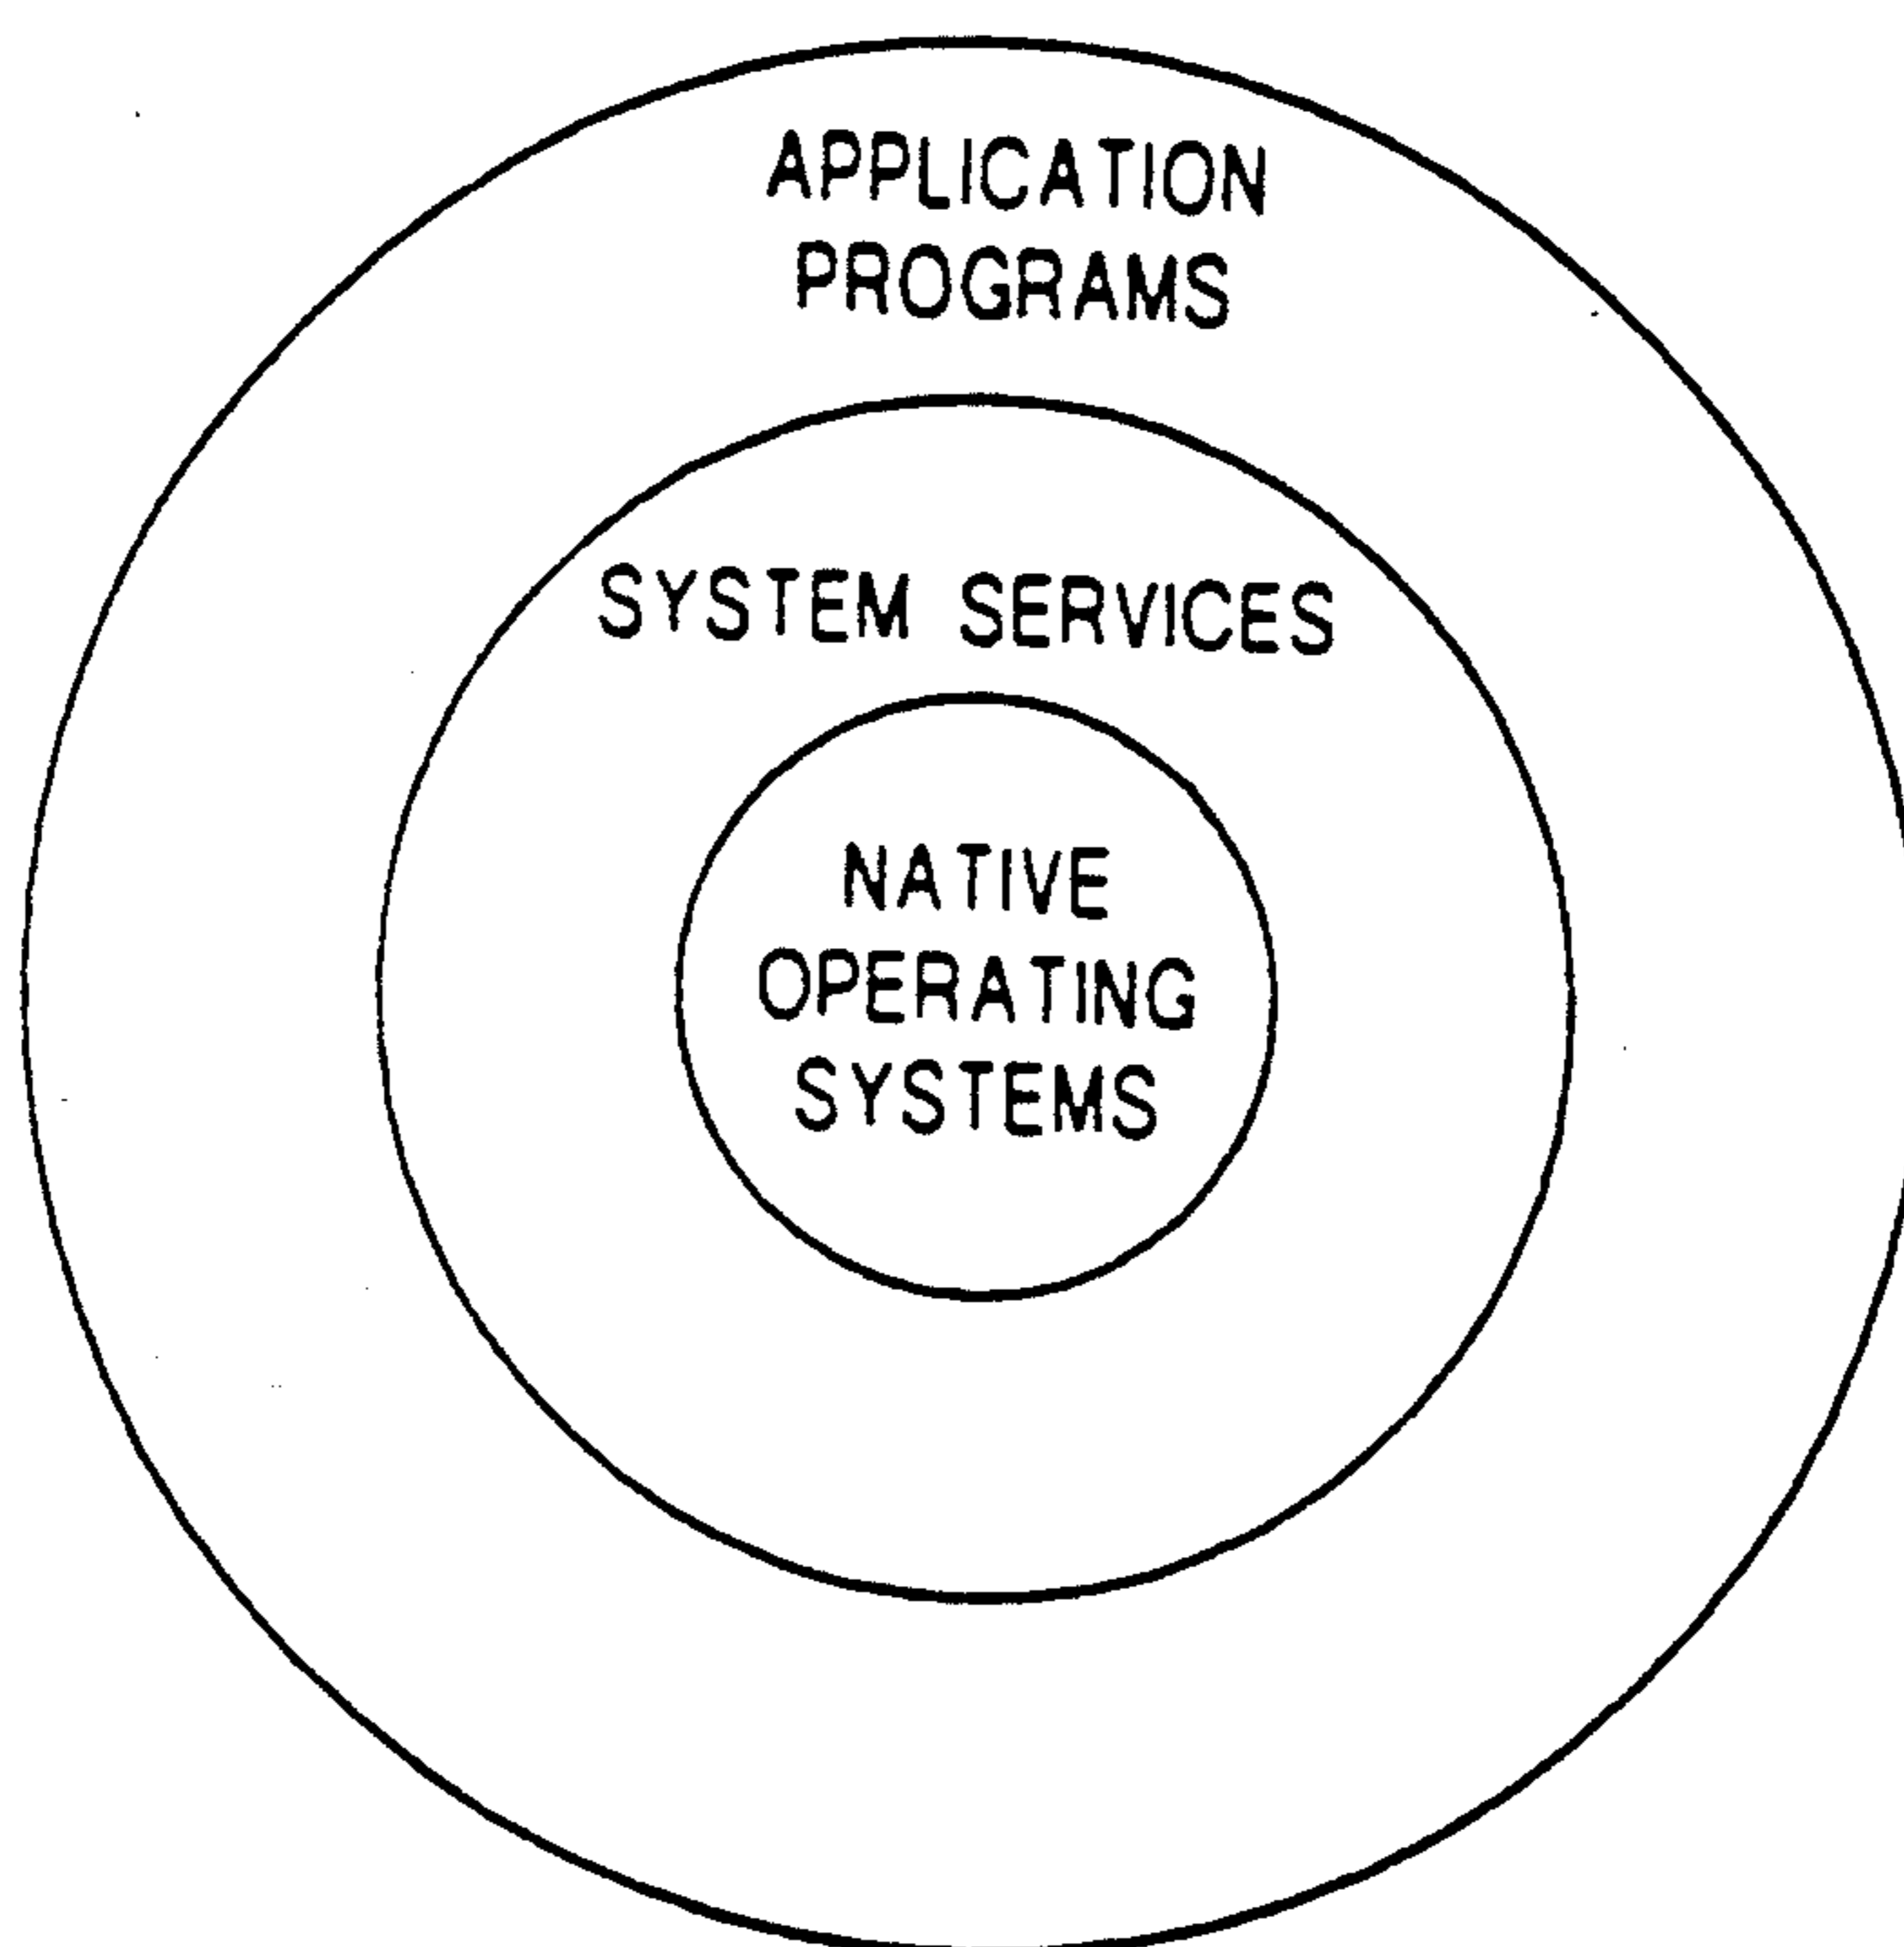 APPLICATION
PROGRAMS
SYSTEM SERVICES
NATIVE
OPERATING
SYSTEMS